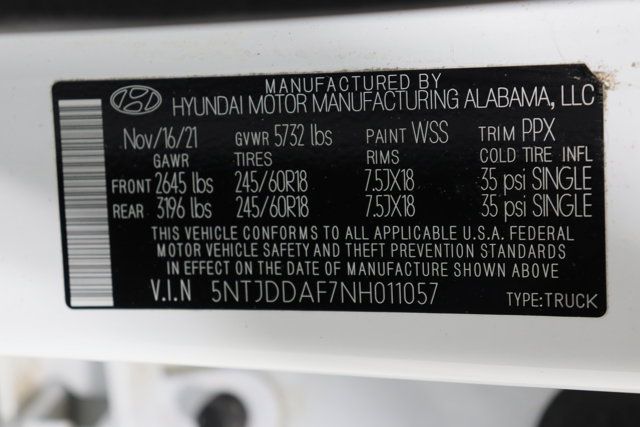 MANUFACTURED BY
HYUNDAI MOTOR MANUFACTURING ALABAMA, LLC
Nov/16/21 GVWR 5732 lbs PAINT WSS TRIM PPX
GAWR TIRES RIMS COLD TIRE INFL
FRONT 2645 lbs 245/60R18 7.5JX18 35 psi SINGLE
REAR 3196 lbs 245/60R18 7.5JX18 35 psi SINGLE
THIS VEHICLE CONFORMS TO ALL APPLICABLE U.S.A. FEDERAL
MOTOR VEHICLE SAFETY AND THEFT PREVENTION STANDARDS
IN EFFECT ON THE DATE OF MANUFACTURE SHOWN ABOVE
V.I.N 5NTJDDAF7NH011057 TYPE:TRUCK